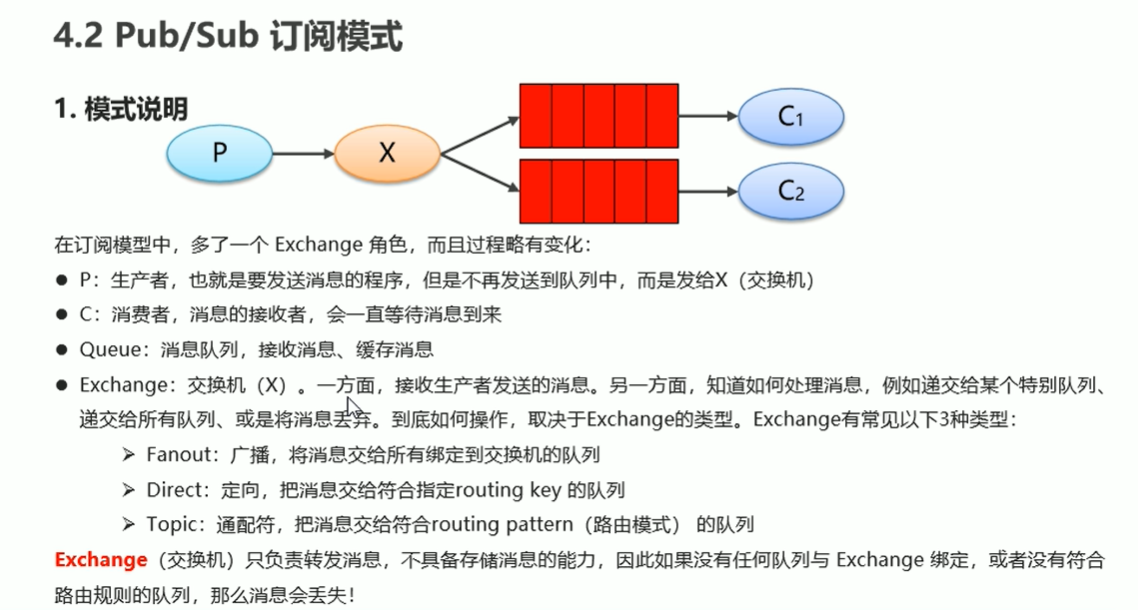 4.2 Pub/Sub 订阅模式
1. 模式说明
P
X
C1
C2
在订阅模型中，多了一个 Exchange 角色，而且过程略有变化：
● P：生产者，也就是要发送消息的程序，但是不再发送到队列中，而是发给X（交换机）
● C：消费者，消息的接收者，会一直等待消息到来
● Queue：消息队列，接收消息、缓存消息
● Exchange：交换机（X）。一方面，接收生产者发送的消息。另一方面，知道如何处理消息，例如递交给某个特别队列、
递交给所有队列、或是将消息丢弃。到底如何操作，取决于Exchange的类型。Exchange有常见以下3种类型：
➢ Fanout：广播，将消息交给所有绑定到交换机的队列
➢ Direct：定向，把消息交给符合指定routing key 的队列
➢ Topic：通配符，把消息交给符合routing pattern（路由模式） 的队列
Exchange（交换机）只负责转发消息，不具备存储消息的能力，因此如果没有任何队列与 Exchange 绑定，或者没有符合
路由规则的队列，那么消息会丢失！